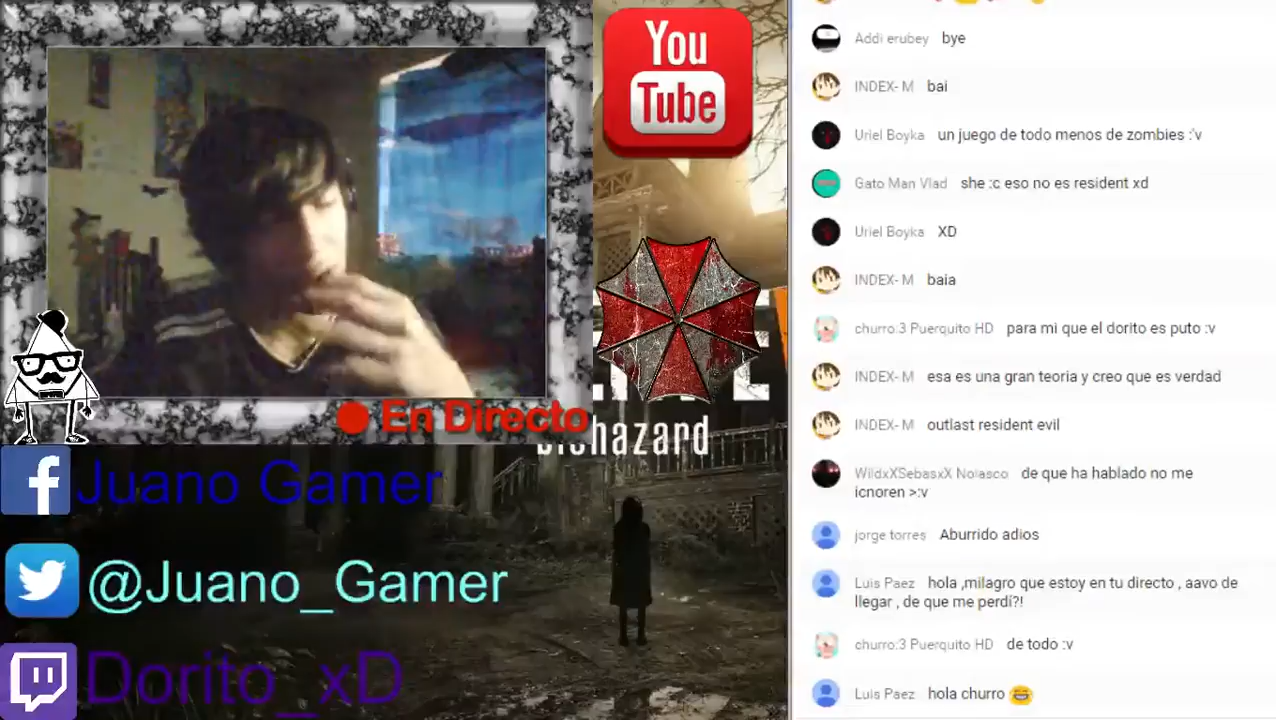 You
Tube
En Directo
hazard
Juano Gamer
@Juano_Gamer
Dorito_xD
Addi erubey bye
INDEX- M bai
Uriel Boyka un juego de todo menos de zombies :'v
Gato Man Vlad she :c eso no es resident xd
Uriel Boyka XD
INDEX- M baia
churro:3 Puerquito HD para mi que el dorito es puto :v
INDEX- M esa es una gran teoria y creo que es verdad
INDEX- M outlast resident evil
WildxXSebasxX Nolasco de que ha hablado no me
icnoren >:v
jorge torres Aburrido adios
Luis Paez hola ,milagro que estoy en tu directo , aavo de
llegar , de que me perdí?!
churro:3 Puerquito HD de todo :v
Luis Paez hola churro 😂